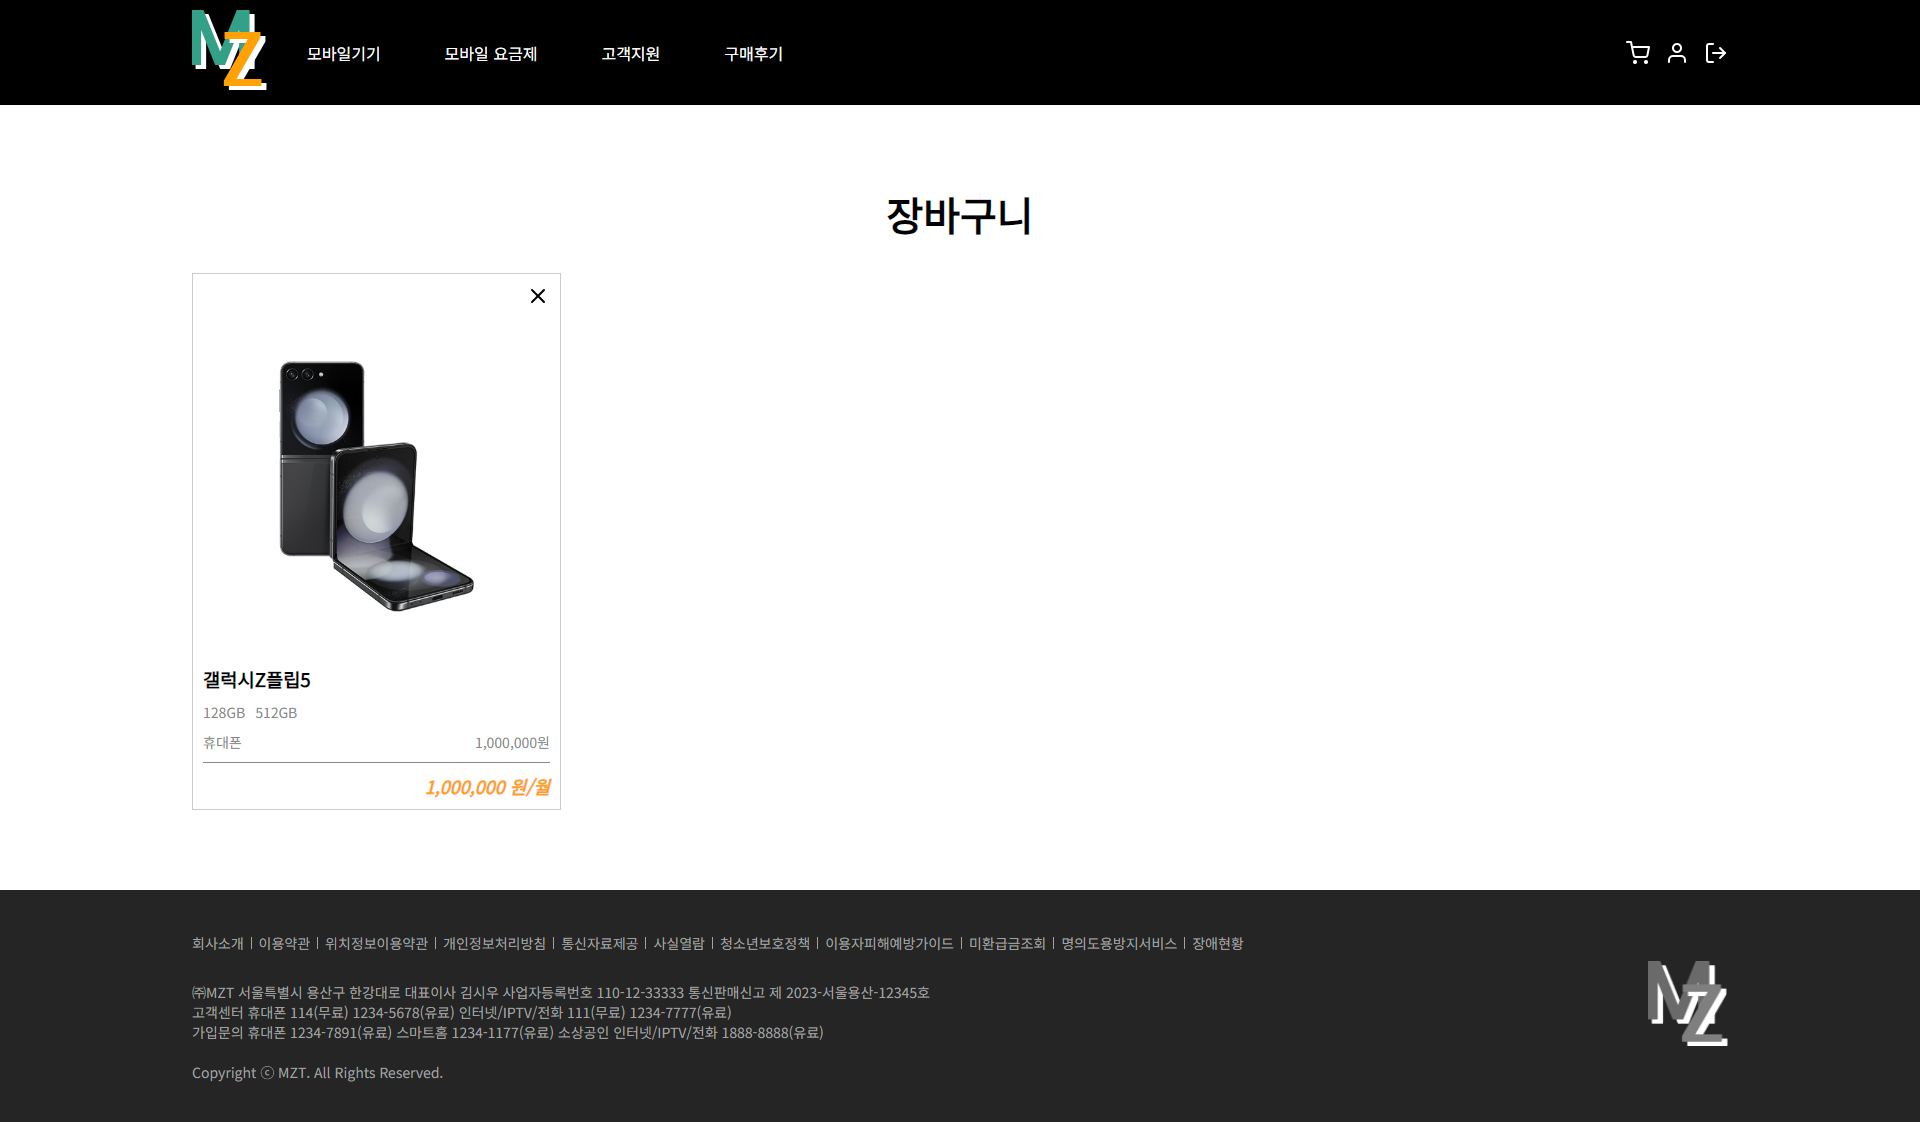 MZ
모바일기기 모바일 요금제 고객지원 구매후기
장바구니
갤럭시Z플립5
128GB 512GB
휴대폰 1,000,000원
1,000,000 원/월
회사소개 | 이용약관 | 위치정보이용약관 | 개인정보처리방침 | 통신자료제공 | 사실열람 | 청소년보호정책 | 이용자피해예방가이드 | 미환급금조회 | 명의도용방지서비스 | 장애현황
㈜MZT 서울특별시 용산구 한강대로 대표이사 김시우 사업자등록번호 110-12-33333 통신판매신고 제 2023-서울용산-12345호
고객센터 휴대폰 114(무료) 1234-5678(유료) 인터넷/IPTV/전화 111(무료) 1234-7777(유료)
가입문의 휴대폰 1234-7891(유료) 스마트홈 1234-1177(유료) 소상공인 인터넷/IPTV/전화 1888-8888(유료)
Copyright ⓒ MZT. All Rights Reserved.
MZ